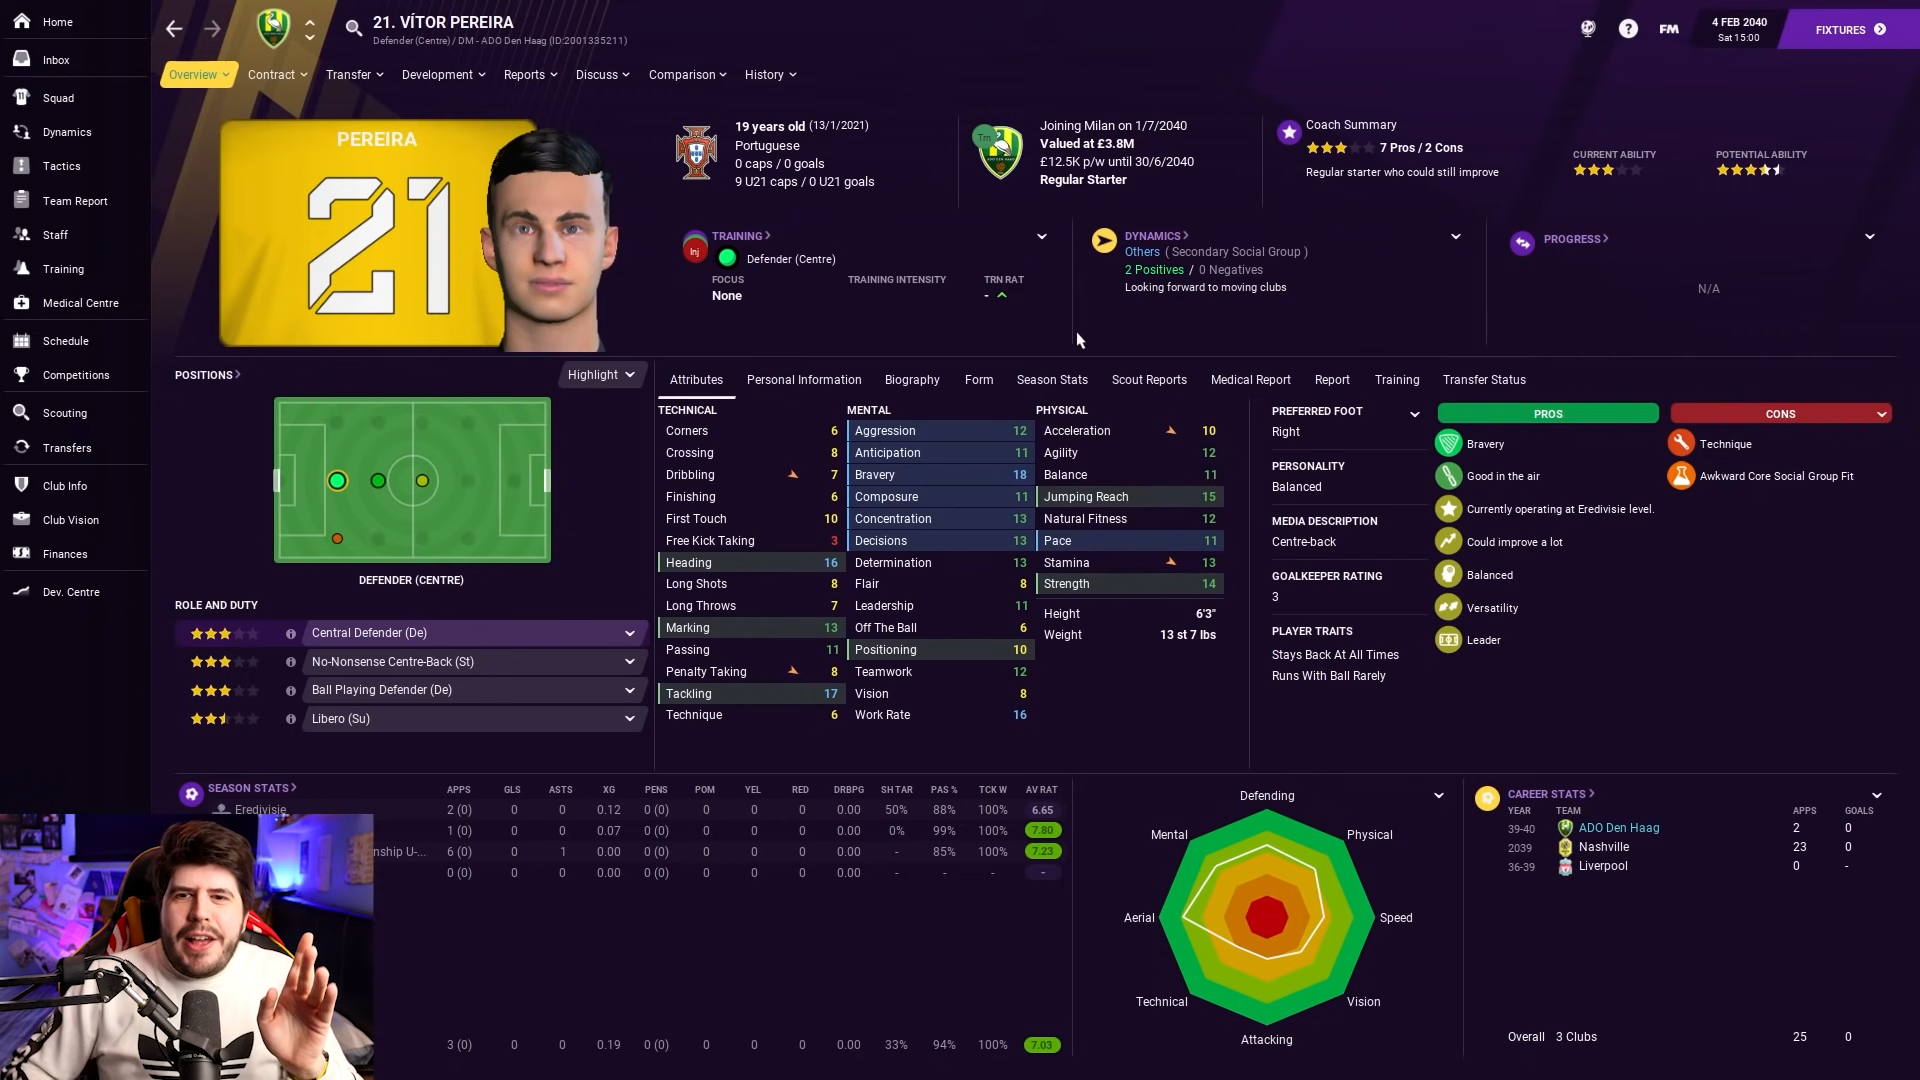 Home
Inbox
Squad
Dynamics
Tactics
Team Report
Staff
Training
Medical Centre
Schedule
Competitions
Scouting
Transfers
Club Info
Club Vision
Finances
Dev. Centre
21. VÍTOR PEREIRA
Defender (Centre) / DM - ADO Den Haag (ID:2001335211)
FM
4 FEB 2040
Sat 15:00
FIXTURES
Overview Contract Transfer Development Reports Discuss Comparison History
PEREIRA
21
19 years old (13/1/2021)
Portuguese
0 caps / 0 goals
9 U21 caps / 0 U21 goals
Trn
Joining Milan on 1/7/2040
Valued at £3.8M
£12.5K p/w until 30/6/2040
Regular Starter
Coach Summary
7 Pros / 2 Cons
Regular starter who could still improve
CURRENT ABILITY
POTENTIAL ABILITY
Inj
TRAINING
Defender (Centre)
FOCUS TRAINING INTENSITY TRN RAT
None -
DYNAMICS
Others ( Secondary Social Group )
2 Positives / 0 Negatives
Looking forward to moving clubs
PROGRESS
N/A
POSITIONS
Highlight
DEFENDER (CENTRE)
ROLE AND DUTY
Central Defender (De)
No-Nonsense Centre-Back (St)
Ball Playing Defender (De)
Libero (Su)
Attributes Personal Information Biography Form Season Stats Scout Reports Medical Report Report Training Transfer Status
TECHNICAL
Corners 6
Crossing 8
Dribbling 7
Finishing 6
First Touch 10
Free Kick Taking 3
Heading 16
Long Shots 8
Long Throws 7
Marking 13
Passing 11
Penalty Taking 8
Tackling 17
Technique 6
MENTAL
Aggression 12
Anticipation 11
Bravery 18
Composure 11
Concentration 13
Decisions 13
Determination 13
Flair 8
Leadership 11
Off The Ball 6
Positioning 10
Teamwork 12
Vision 8
Work Rate 16
PHYSICAL
Acceleration 10
Agility 12
Balance 11
Jumping Reach 15
Natural Fitness 12
Pace 11
Stamina 13
Strength 14
Height 6'3"
Weight 13 st 7 lbs
PREFERRED FOOT
Right
PERSONALITY
Balanced
MEDIA DESCRIPTION
Centre-back
GOALKEEPER RATING
3
PLAYER TRAITS
Stays Back At All Times
Runs With Ball Rarely
PROS
Bravery
Good in the air
Currently operating at Eredivisie level.
Could improve a lot
Balanced
Versatility
Leader
CONS
Technique
Awkward Core Social Group Fit
SEASON STATS APPS GLS ASTS XG PENS POM YEL RED DRBPG SH TAR PAS % TCK W AV RAT
Eredivisie 2 (0) 0 0 0.12 0 (0) 0 0 0 0.00 50% 88% 100% 6.65
1 (0) 0 0 0.07 0 (0) 0 0 0 0.00 0% 99% 100% 7.80
nship U-... 6 (0) 0 1 0.00 0 (0) 0 0 0 0.00 - 85% 100% 7.23
0 (0) 0 0 0.00 0 (0) 0 0 0 0.00 - - - -
3 (0) 0 0 0.19 0 (0) 0 0 0 0.00 33% 94% 100% 7.03
Defending
Physical
Speed
Vision
Attacking
Technical
Aerial
Mental
CAREER STATS
YEAR TEAM APPS GOALS
39-40 ADO Den Haag 2 0
2039 Nashville 23 0
36-39 Liverpool 0 -
Overall 3 Clubs 25 0